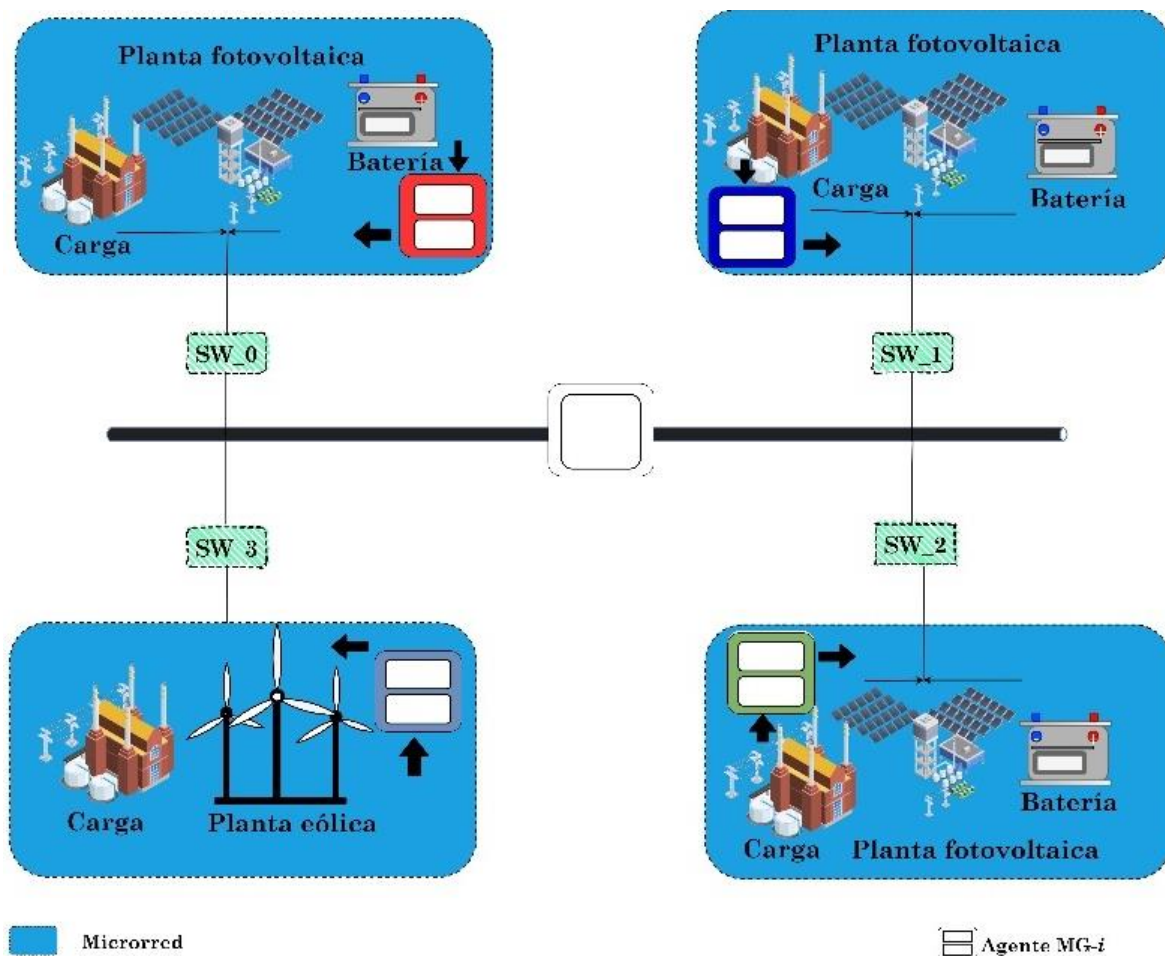 Planta fotovoltaica
Batería
Carga
Planta fotovoltaica
Carga
Batería
SW_0
SW_1
SW_3
SW_2
Carga
Planta eólica
Batería
Carga
Planta fotovoltaica
Microrred
Agente MG-i